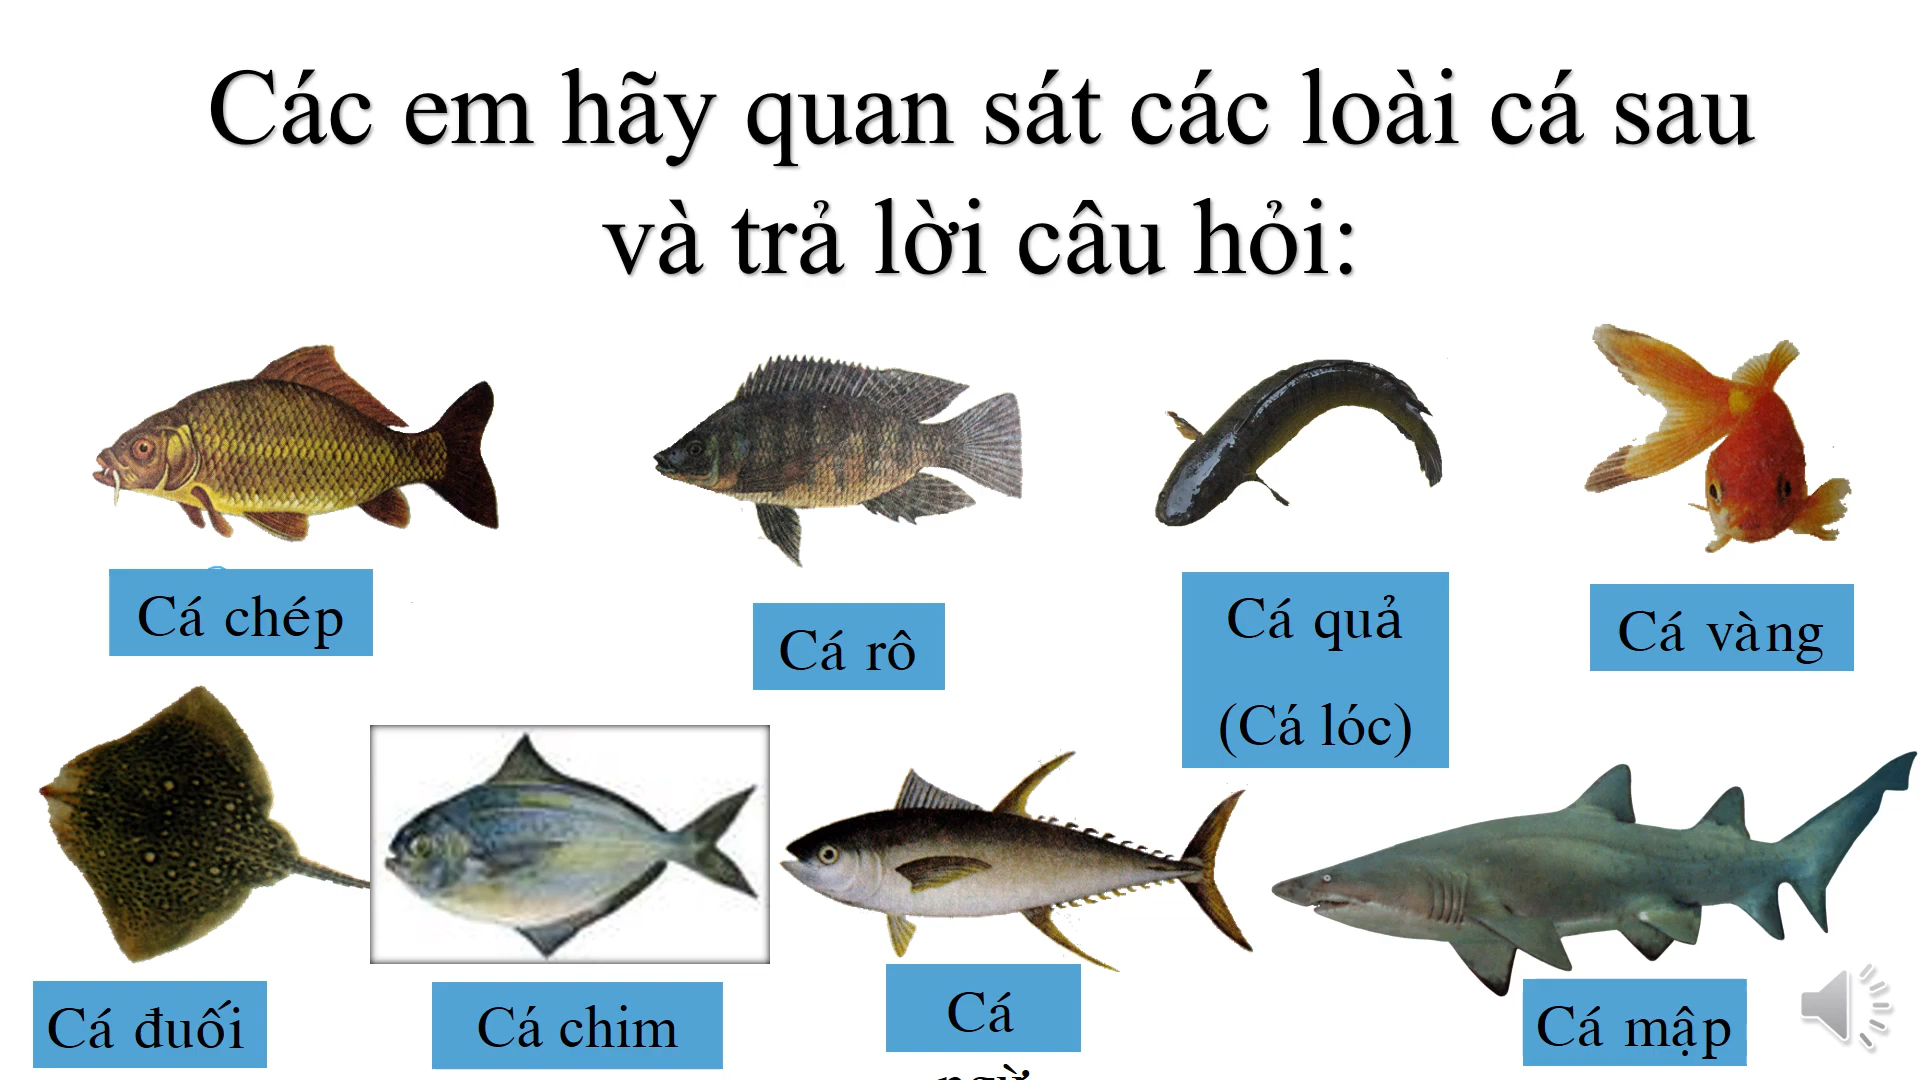 Các em hãy quan sát các loài cá sau
và trả lời câu hỏi:
Cá chép
Cá rô
Cá quả
(Cá lóc)
Cá vàng
Cá đuối
Cá chim
Cá
Cá mập